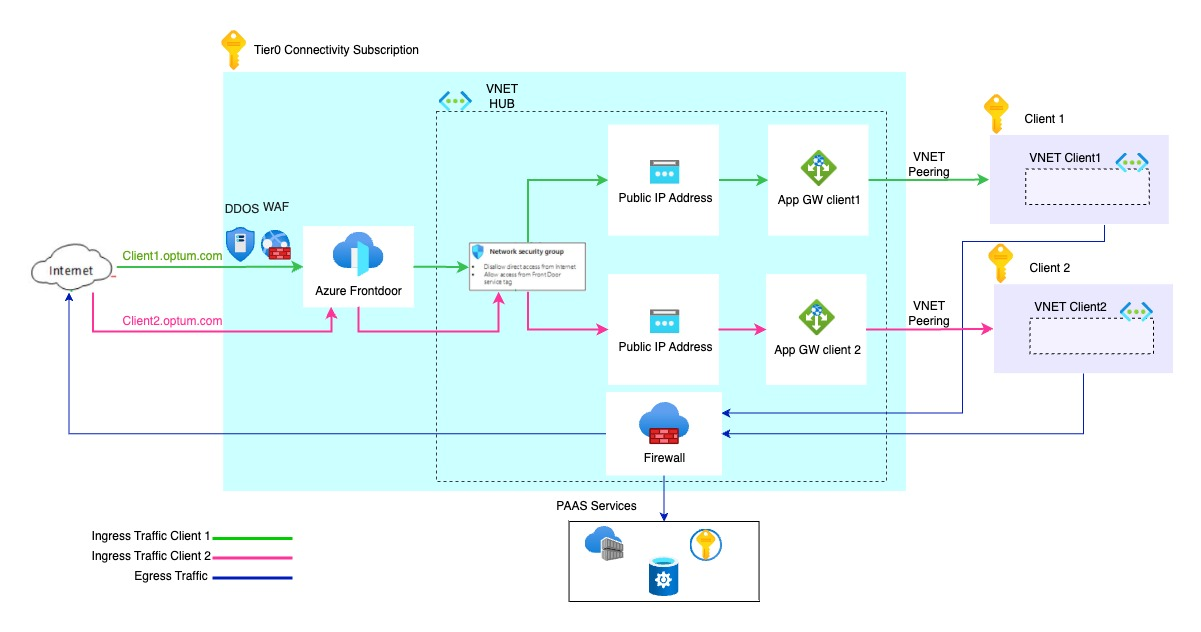 Tier0 Connectivity Subscription
VNET
HUB
Client 1
VNET Client1
VNET
Peering
Public IP Address
App GW client1
DDOS
WAF
Client1.optum.com
Internet
Azure Frontdoor
Network security group
Disallow direct access from Internet
Allow access from Front Door
service tag
Client2.optum.com
Client 2
VNET Client2
VNET
Peering
Public IP Address
App GW client 2
Firewall
PAAS Services
Ingress Traffic Client 1
Ingress Traffic Client 2
Egress Traffic